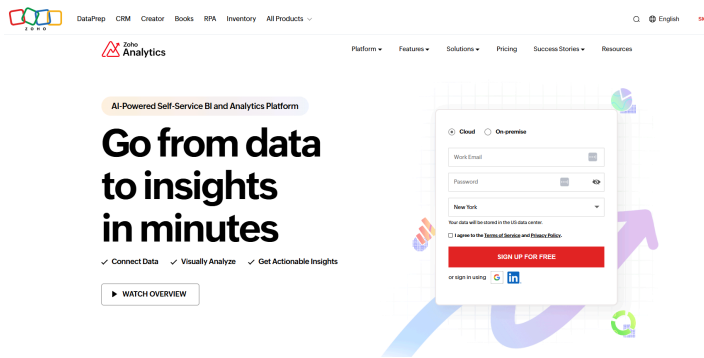 ZOHO
DataPrep CRM Creator Books RPA Inventory All Products
English
Zoho
Analytics
Platform Features Solutions Pricing Success Stories Resources
AI-Powered Self-Service BI and Analytics Platform
Go from data
to insights
in minutes
Connect Data Visually Analyze Get Actionable Insights
WATCH OVERVIEW
Cloud On-premise
Work Email
Password
New York
Your data will be stored in the US data center.
I agree to the Terms of Service and Privacy Policy.
SIGN UP FOR FREE
or sign in using G in